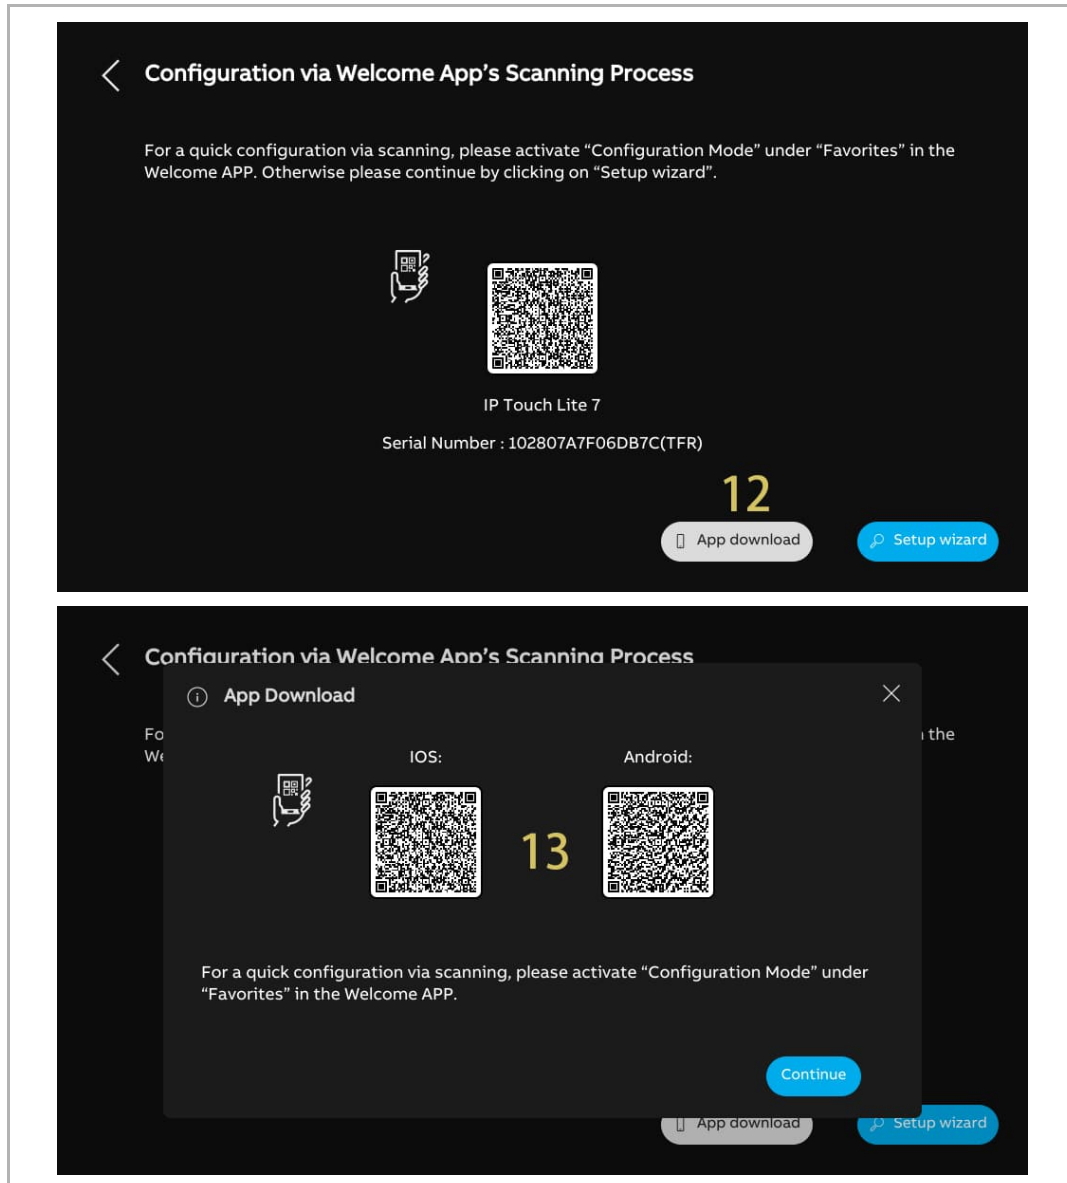 Configuration via Welcome App's Scanning Process
For a quick configuration via scanning, please activate “Configuration Mode” under “Favorites” in the
Welcome APP. Otherwise please continue by clicking on “Setup wizard”.
IP Touch Lite 7
Serial Number : 102807A7F06DB7C(TFR)
12
App download
Setup wizard
Configuration via Welcome App's Scanning Process
App Download
Fo
the
We
IOS:
Android:
13
For a quick configuration via scanning, please activate “Configuration Mode” under
“Favorites” in the Welcome APP.
Continue
App download
Setup wizard